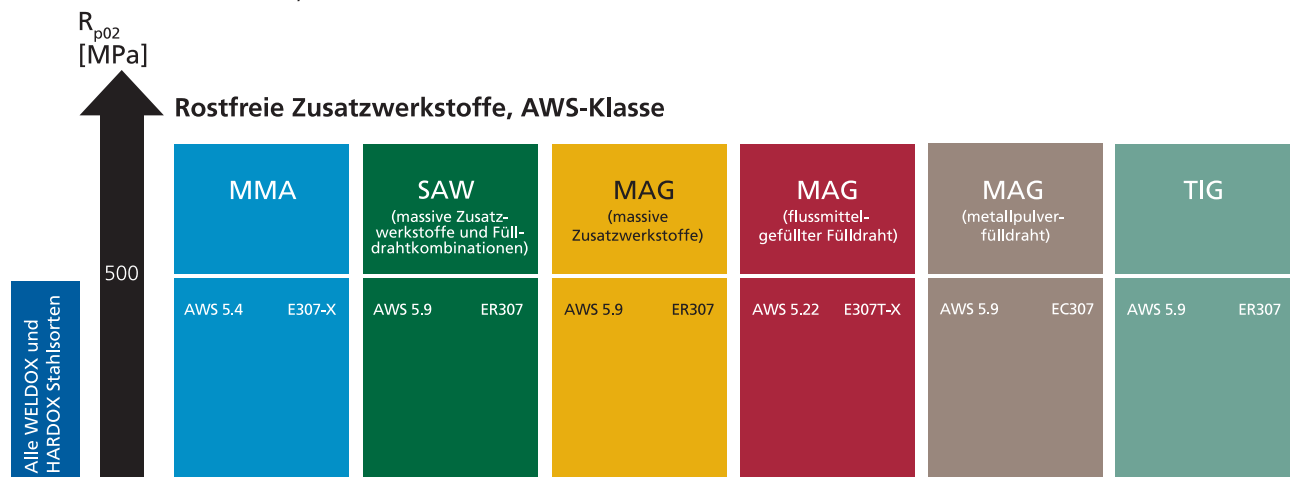 R_p02
[MPa]
Rostfreie Zusatzwerkstoffe, AWS-Klasse
MMA
SAW
(massive Zusatz-
werkstoffe und Füll-
drahtkombinationen)
MAG
(massive
Zusatzwerkstoffe)
MAG
(flussmittel-
gefüllter Fülldraht)
MAG
(metallpulver-
fülldraht)
TIG
500
AWS 5.4 E307-X
AWS 5.9 ER307
AWS 5.9 ER307
AWS 5.22 E307T-X
AWS 5.9 EC307
AWS 5.9 ER307
Alle WELDOX und
HARDOX Stahlsorten